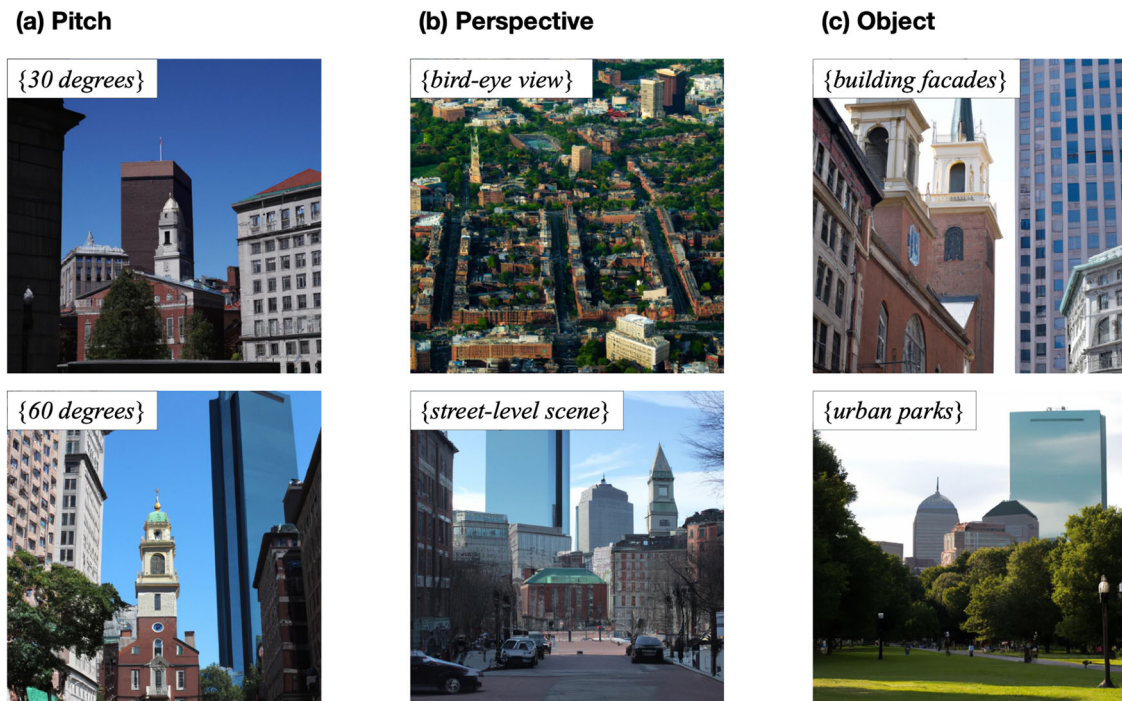 (a) Pitch
(b) Perspective
(c) Object
{30 degrees}
{bird-eye view}
{building facades}
{60 degrees}
{street-level scene}
{urban parks}